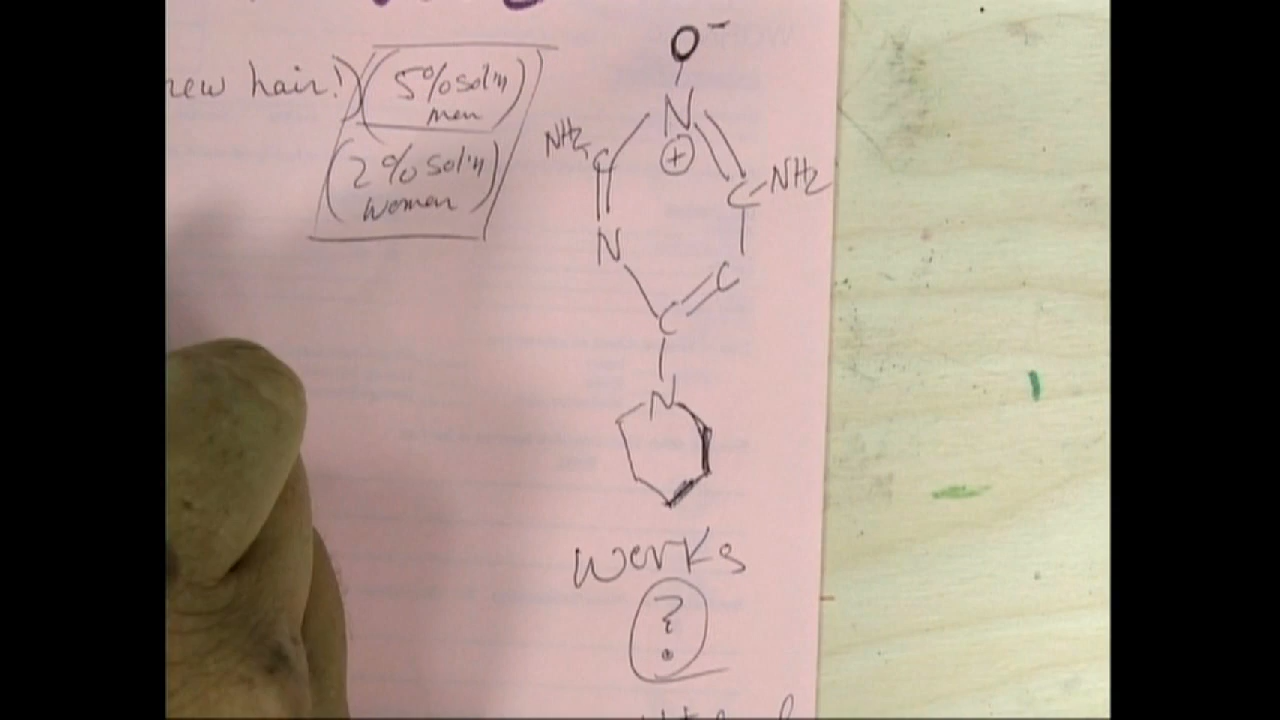 new hair!) (5% sol'n)
men
(2% sol'n)
women
O⁻
N
⊕
NH2
C
C
NH2
N
C
C
N
Works
?